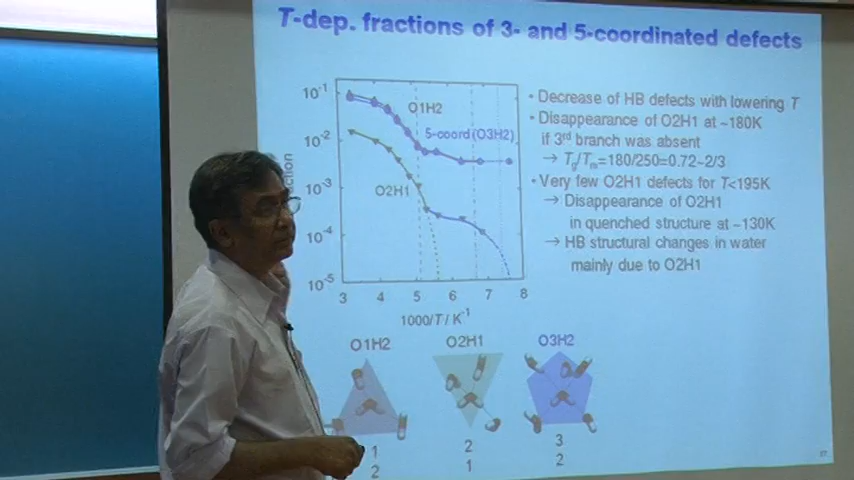 T-dep. fractions of 3- and 5-coordinated defects
10⁻¹
10⁻²
10⁻³
10⁻⁴
10⁻⁵
O1H2
5-coord(O3H2)
O2H1
3 4 5 6 7 8
1000/T / K⁻¹
• Decrease of HB defects with lowering T
• Disappearance of O2H1 at ~180K
if 3rd branch was absent
→ Tg/Tm=180/250=0.72~2/3
• Very few O2H1 defects for T<195K
→ Disappearance of O2H1
in quenched structure at ~130K
→ HB structural changes in water
mainly due to O2H1
O1H2 O2H1 O3H2
1 2 3
2 1 2